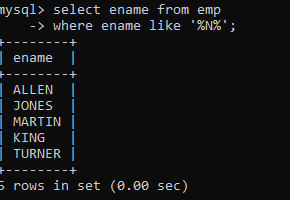 mysql> select ename from emp
    -> where ename like '%N%';
+--------+
| ename  |
+--------+
| ALLEN  |
| JONES  |
| MARTIN |
| KING   |
| TURNER |
+--------+
5 rows in set (0.00 sec)